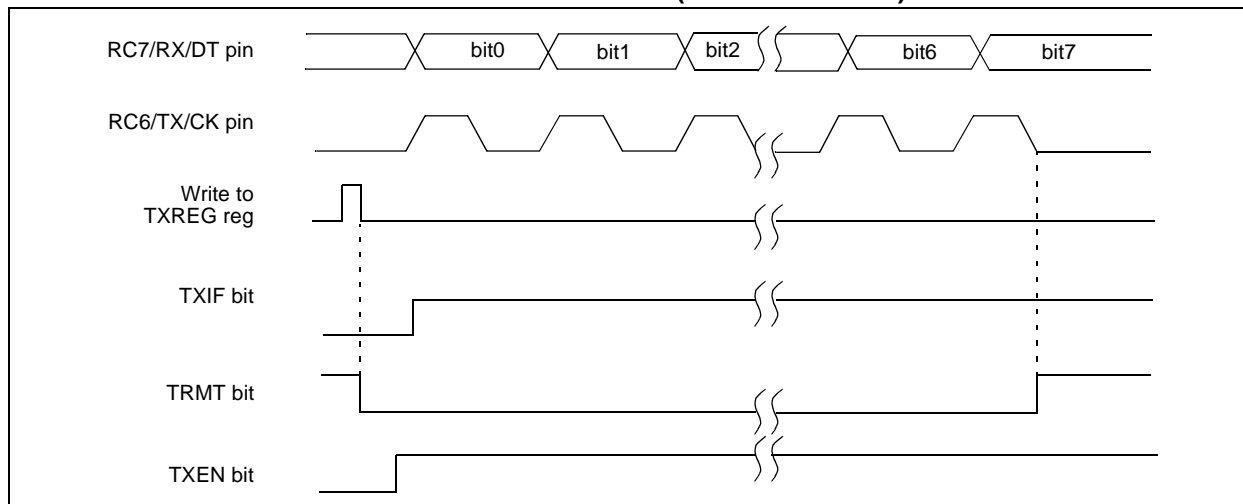 RC7/RX/DT pin
bit0 bit1 bit2 bit6 bit7
RC6/TX/CK pin
Write to
TXREG reg
TXIF bit
TRMT bit
TXEN bit